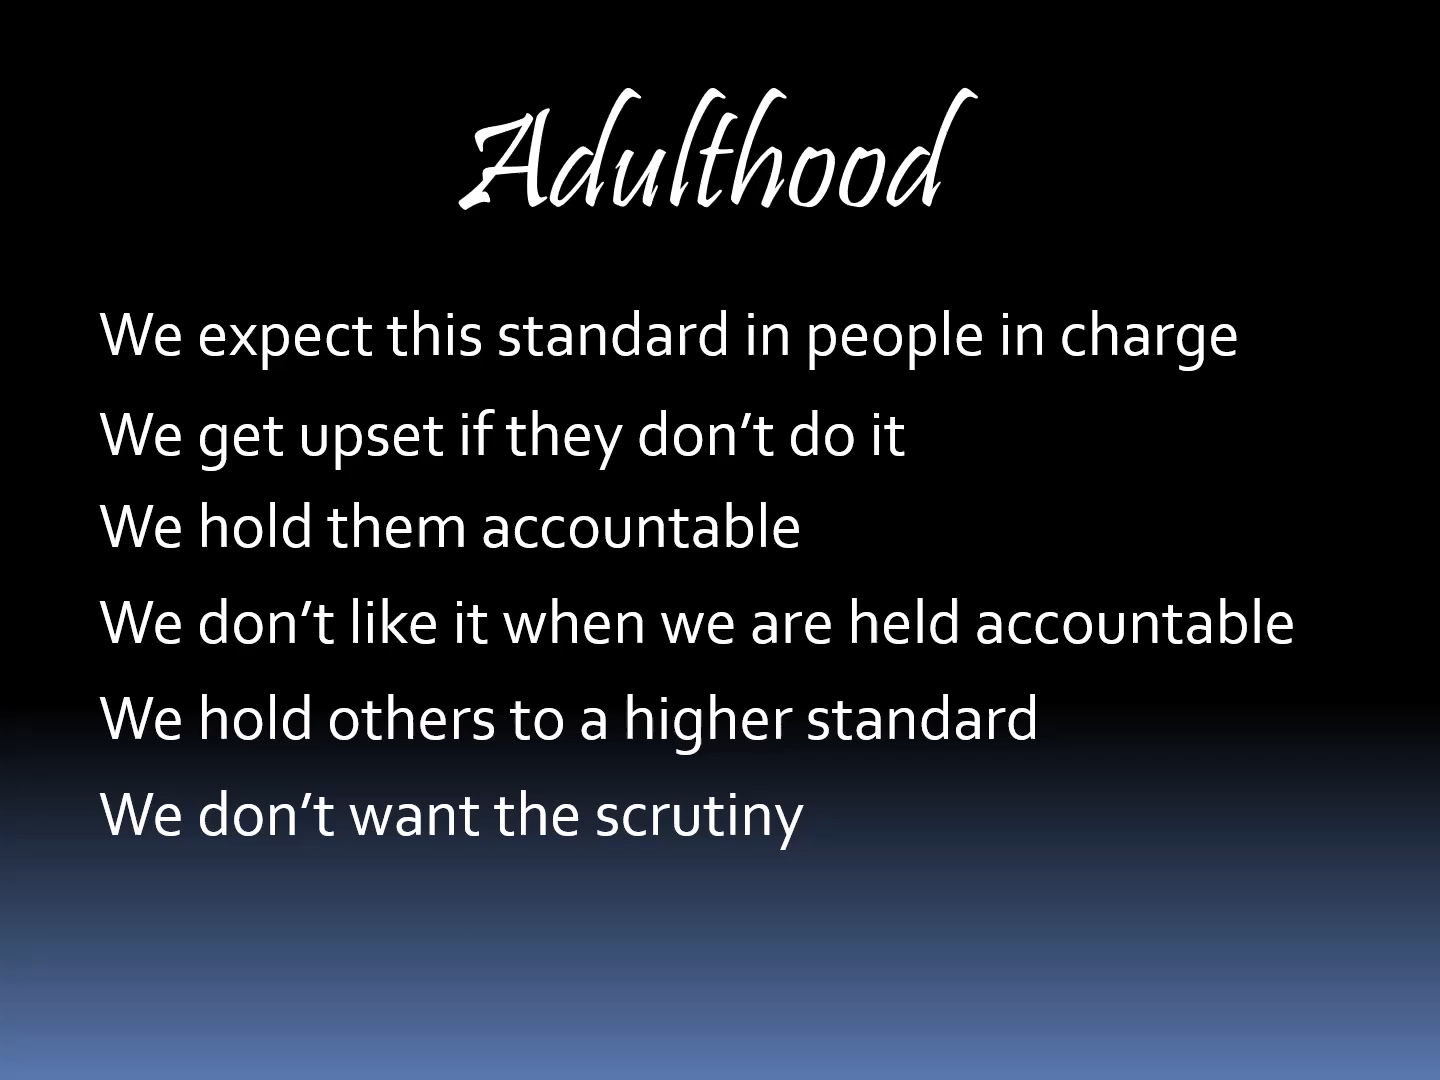 Adulthood
We expect this standard in people in charge
We get upset if they don’t do it
We hold them accountable
We don’t like it when we are held accountable
We hold others to a higher standard
We don’t want the scrutiny